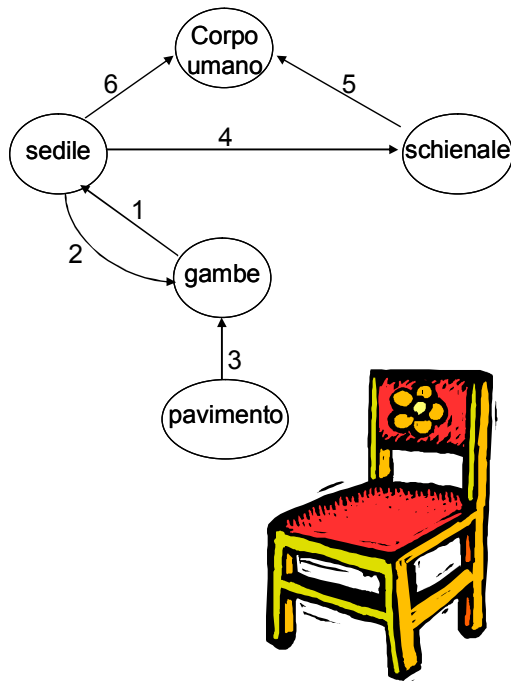 Corpo
umano
6
5
sedile
4
schienale
1
2
gambe
3
pavimento